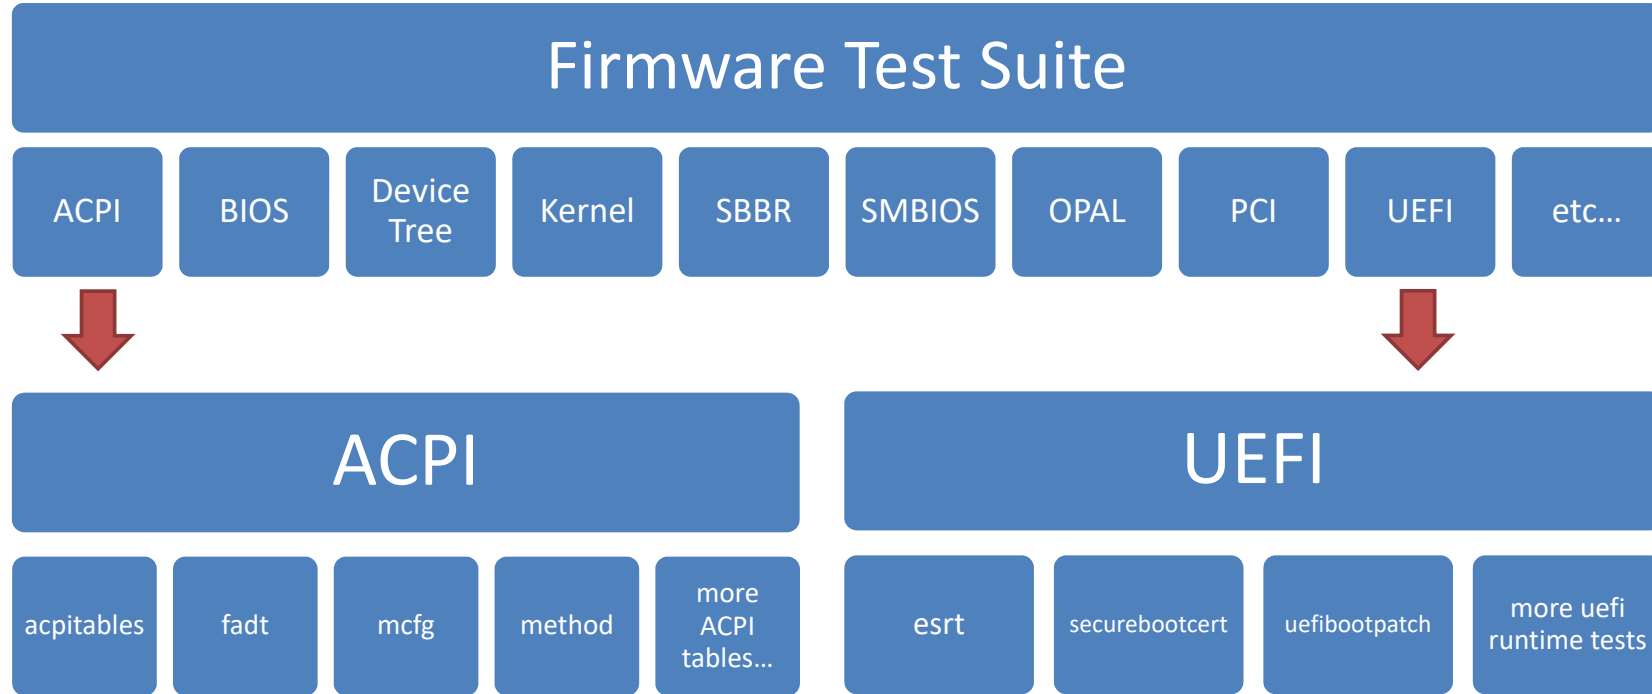 Firmware Test Suite
ACPI
BIOS
Device
Tree
Kernel
SBBR
SMBIOS
OPAL
PCI
UEFI
etc...
ACPI
UEFI
acpitables
fadt
mcfg
method
more
ACPI
tables...
esrt
securebootcert
uefibootpatch
more uefi
runtime tests